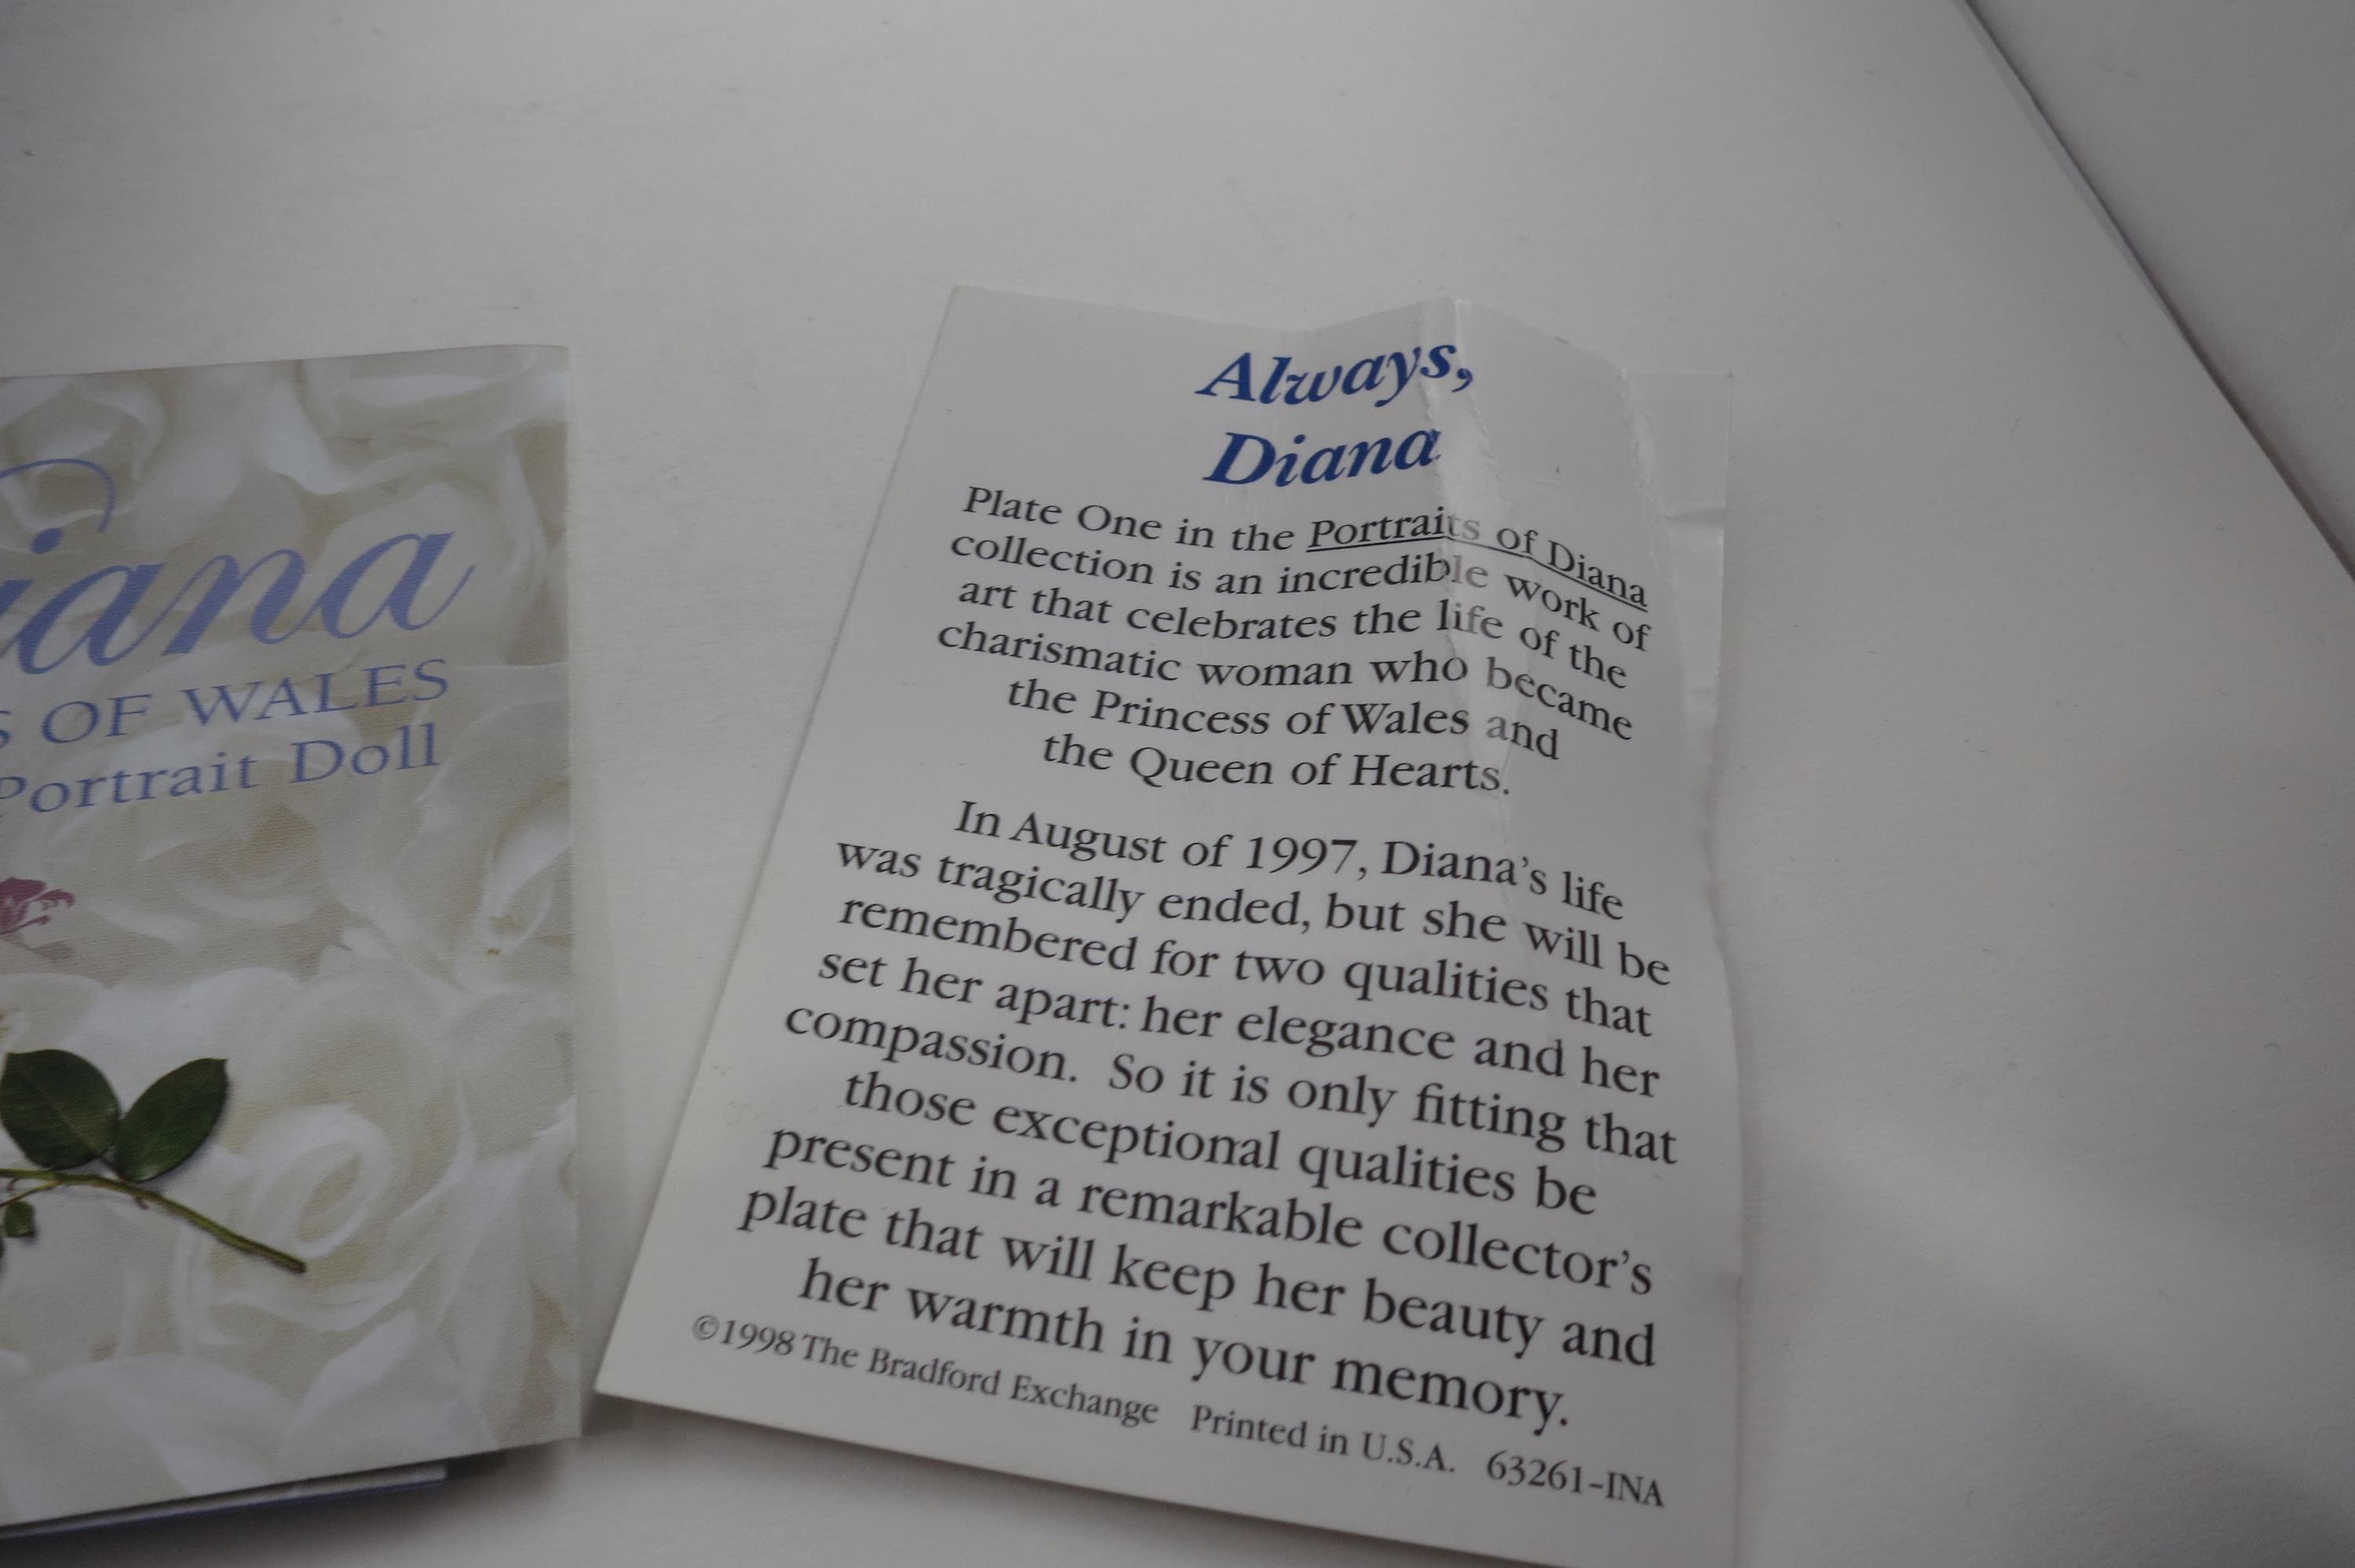 iana
S OF WALES
Portrait Doll
Always,
Diana
Plate One in the Portraits of Diana
collection is an incredible work of
art that celebrates the life of the
charismatic woman who became
the Princess of Wales and
the Queen of Hearts.
In August of 1997, Diana's life
was tragically ended, but she will be
remembered for two qualities that
set her apart: her elegance and her
compassion. So it is only fitting that
those exceptional qualities be
present in a remarkable collector's
plate that will keep her beauty and
her warmth in your memory.
©1998 The Bradford Exchange Printed in U.S.A. 63261-INA